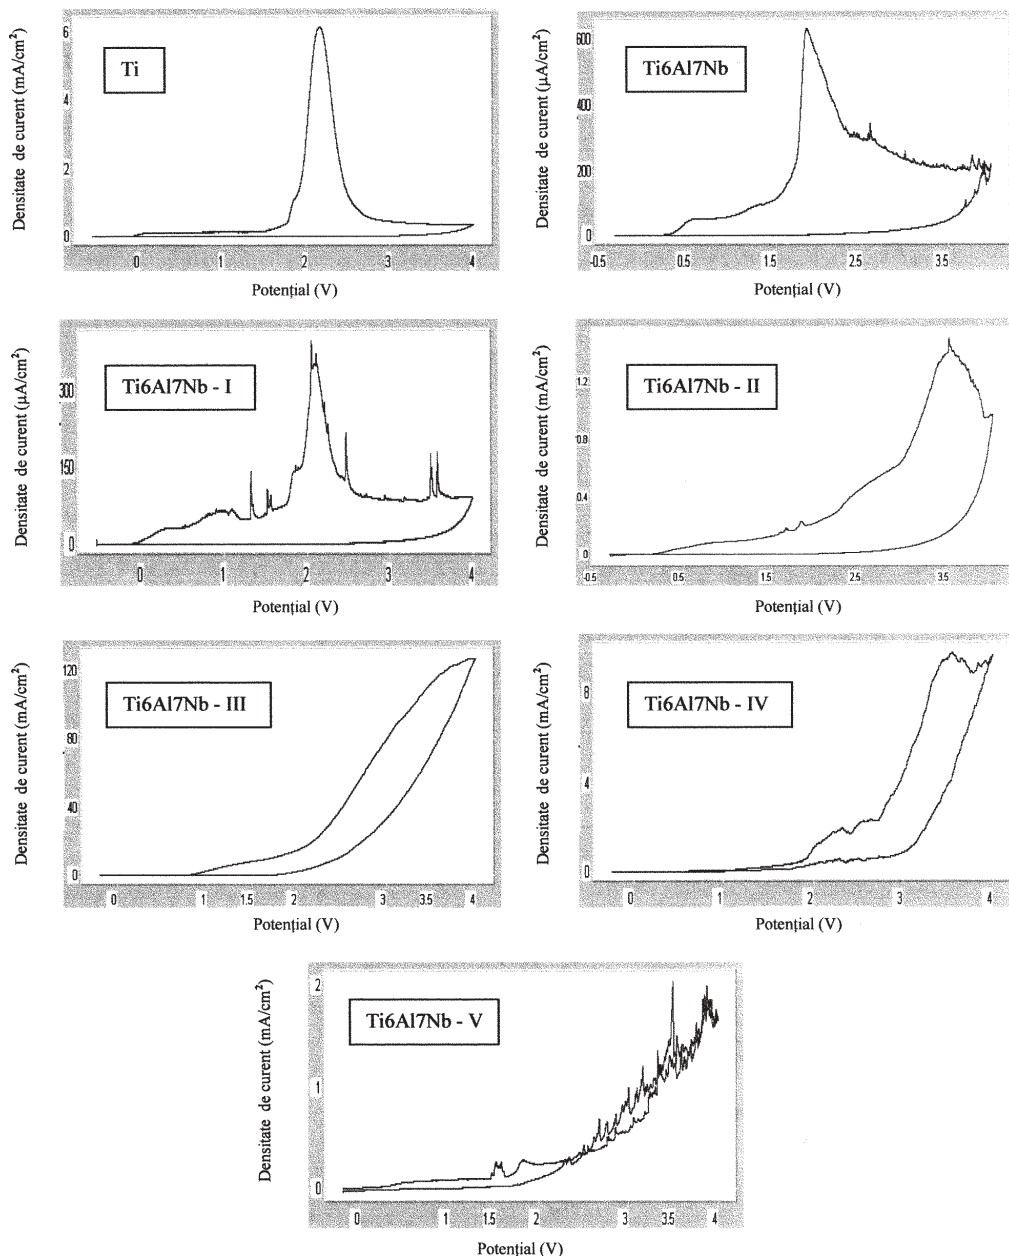 Densitate de curent (mA/cm²)
6
4
2
0
Ti
0 1 2 3 4
Potențial (V)
Densitate de curent (µA/cm²)
600
400
200
0
Ti6Al7Nb
-0.5 0.5 1.5 2.5 3.5
Potențial (V)
Densitate de curent (µA/cm²)
300
150
0
Ti6Al7Nb - I
0 1 2 3 4
Potențial (V)
Densitate de curent (mA/cm²)
1.2
0.8
0.4
0
Ti6Al7Nb - II
-0.5 0.5 1.5 2.5 3.5
Potențial (V)
Densitate de curent (mA/cm²)
120
80
40
0
Ti6Al7Nb - III
0 1 1.5 2 3 3.5 4
Potențial (V)
Densitate de curent (mA/cm²)
8
4
0
Ti6Al7Nb - IV
0 1 2 3 4
Potențial (V)
Densitate de curent (mA/cm²)
2
1
0
Ti6Al7Nb - V
0 1 1.5 2 3 3.5 4
Potențial (V)